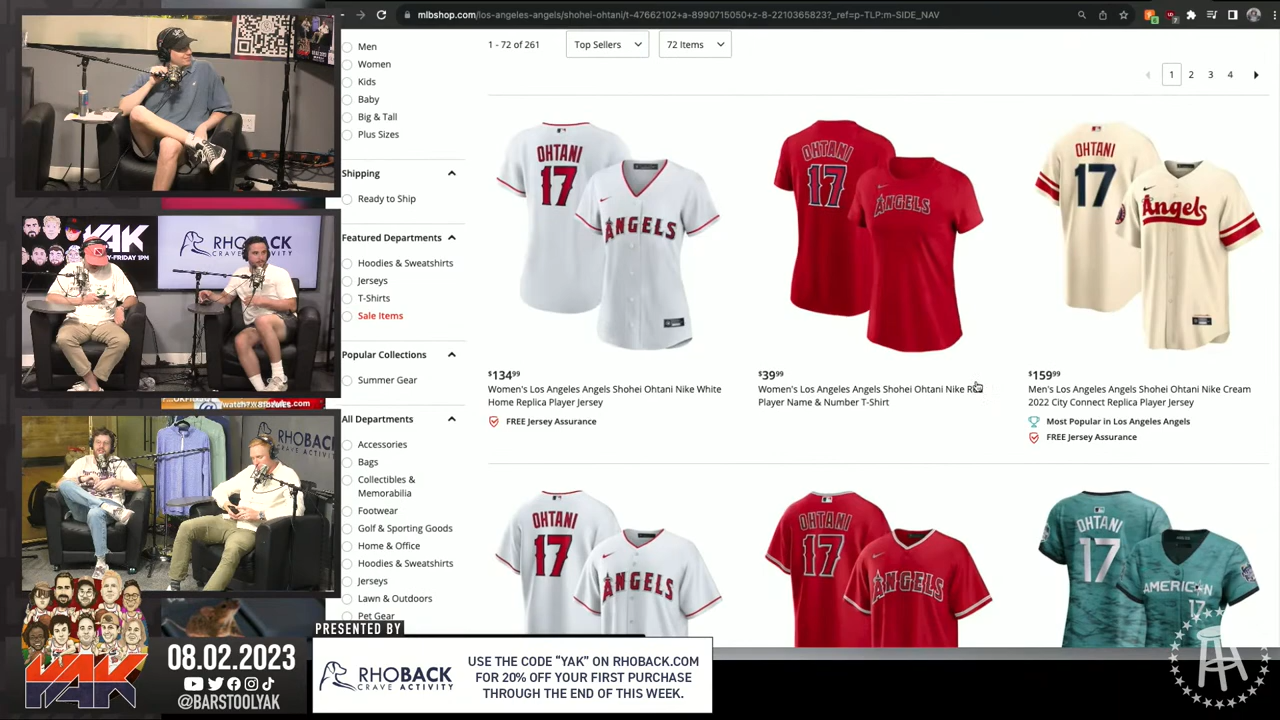 mlbshop.com/los-angeles-angels/shohei-ohtani/t-47662102+a-8990715050+z-8-2210365823?_ref=p-TLP:m-SIDE_NAV
Men
Women
Kids
Baby
Big & Tall
Plus Sizes
Shipping
Ready to Ship
Featured Departments
Hoodies & Sweatshirts
Jerseys
T-Shirts
Sale Items
Popular Collections
Summer Gear
All Departments
Accessories
Bags
Collectibles &
Memorabilia
Footwear
Golf & Sporting Goods
Home & Office
Hoodies & Sweatshirts
Jerseys
Lawn & Outdoors
Pet Gear
1 - 72 of 261
Top Sellers
72 Items
1 2 3 4
OHTANI
17
ANGELS
OHTANI
17
ANGELS
OHTANI
17
Angels
$134.99
Women's Los Angeles Angels Shohei Ohtani Nike White
Home Replica Player Jersey
FREE Jersey Assurance
$39.99
Women's Los Angeles Angels Shohei Ohtani Nike
Player Name & Number T-Shirt
$159.99
Men's Los Angeles Angels Shohei Ohtani Nike Cream
2022 City Connect Replica Player Jersey
Most Popular in Los Angeles Angels
FREE Jersey Assurance
OHTANI
17
ANGELS
OHTANI
17
ANGELS
OHTANI
17
AMERICAN
17
YAK
RHOBACK
CRAVE ACTIVITY
RHOBACK
YAK
08.02.2023
@BARSTOOLYAK
PRESENTED BY
RHOBACK
CRAVE ACTIVITY
USE THE CODE "YAK" ON RHOBACK.COM
FOR 20% OFF YOUR FIRST PURCHASE
THROUGH THE END OF THIS WEEK.